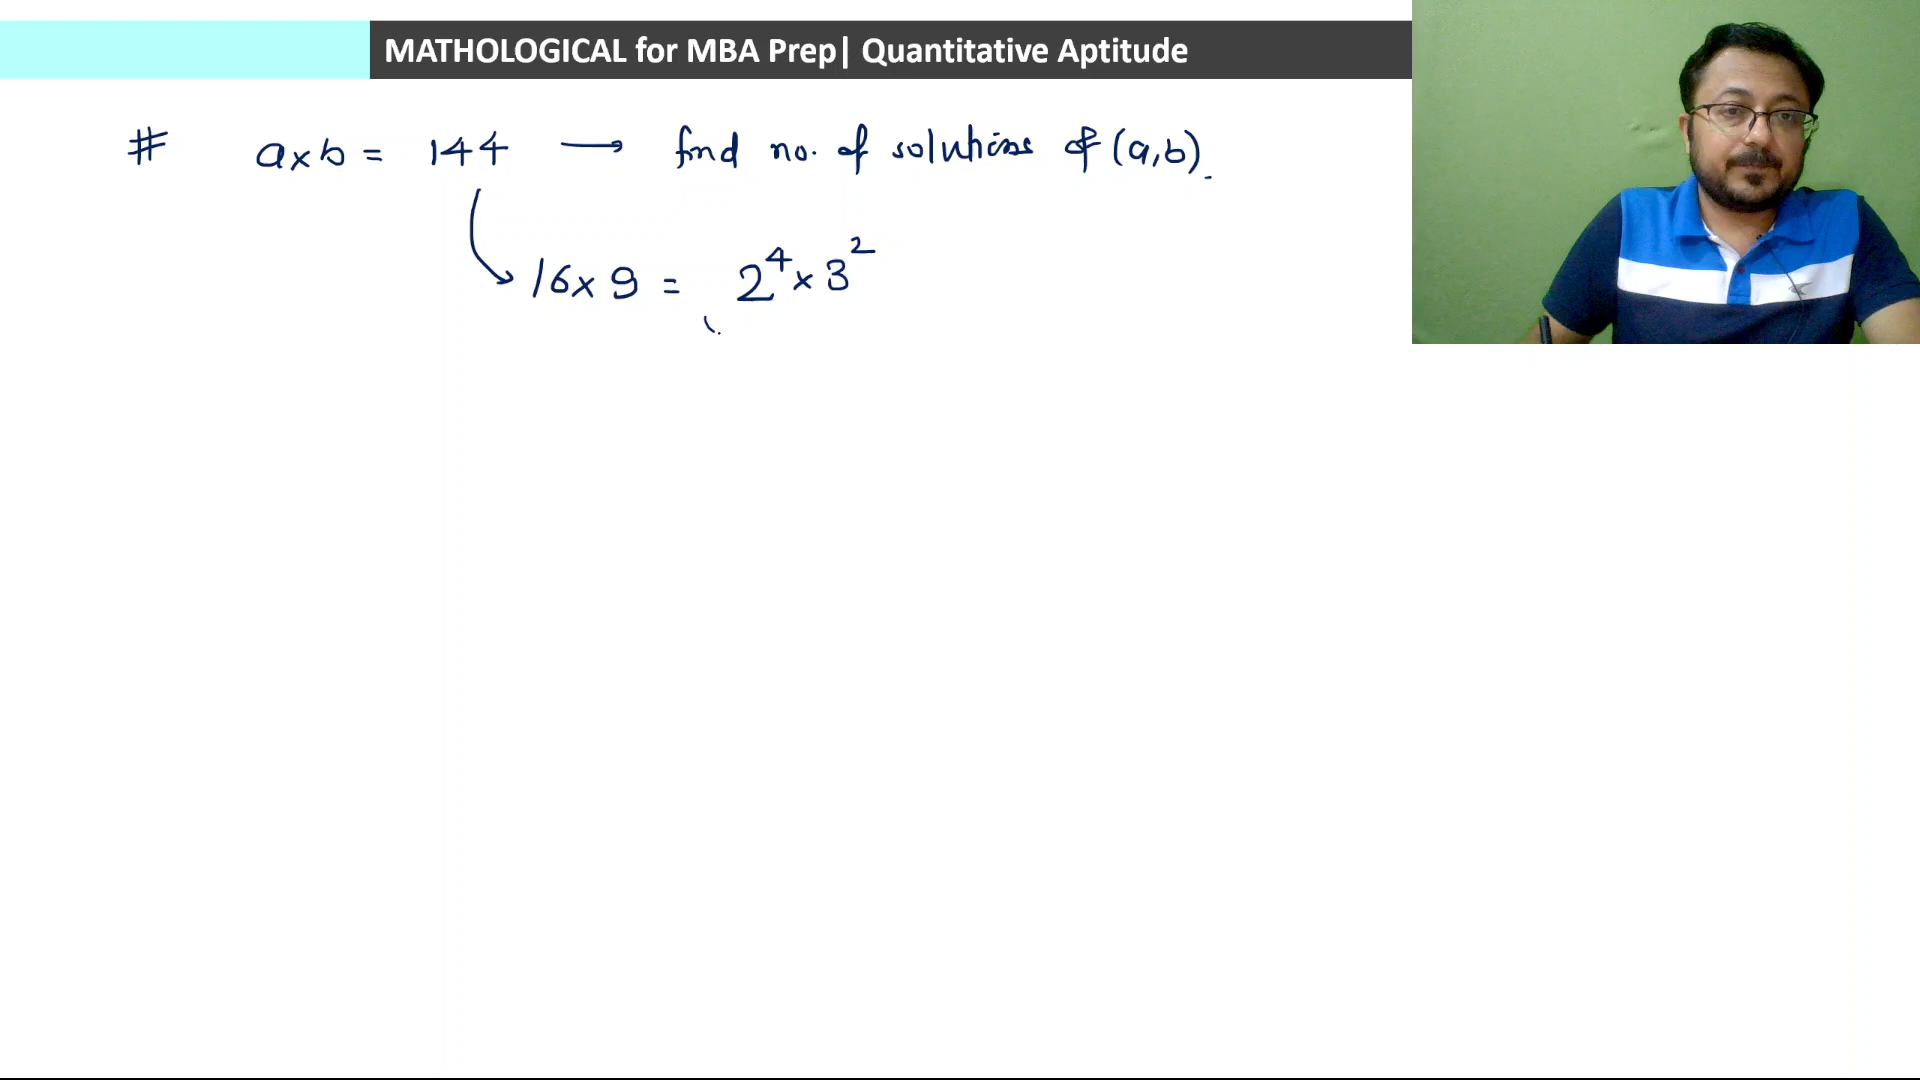 MATHOLOGICAL for MBA Prep| Quantitative Aptitude
# a×b = 144 → find no. of solutions of (a,b).
16×9 = 2⁴×3²